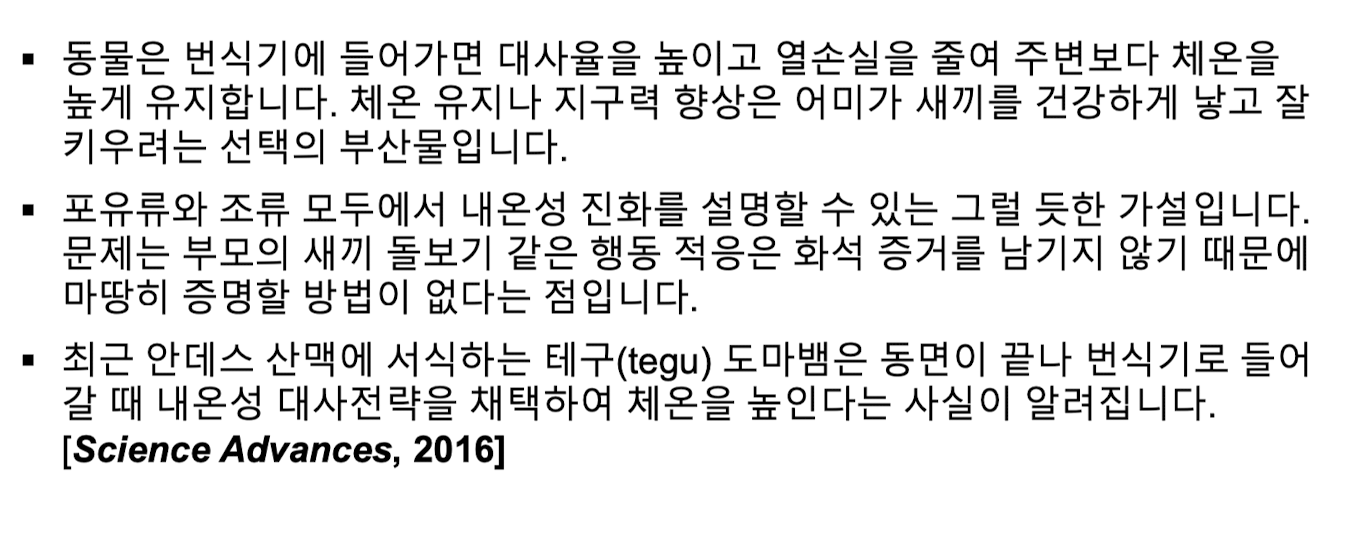 ▪ 동물은 번식기에 들어가면 대사율을 높이고 열손실을 줄여 주변보다 체온을
높게 유지합니다. 체온 유지나 지구력 향상은 어미가 새끼를 건강하게 낳고 잘
키우려는 선택의 부산물입니다.
▪ 포유류와 조류 모두에서 내온성 진화를 설명할 수 있는 그럴 듯한 가설입니다.
문제는 부모의 새끼 돌보기 같은 행동 적응은 화석 증거를 남기지 않기 때문에
마땅히 증명할 방법이 없다는 점입니다.
▪ 최근 안데스 산맥에 서식하는 테구(tegu) 도마뱀은 동면이 끝나 번식기로 들어
갈 때 내온성 대사전략을 채택하여 체온을 높인다는 사실이 알려집니다.
[Science Advances, 2016]